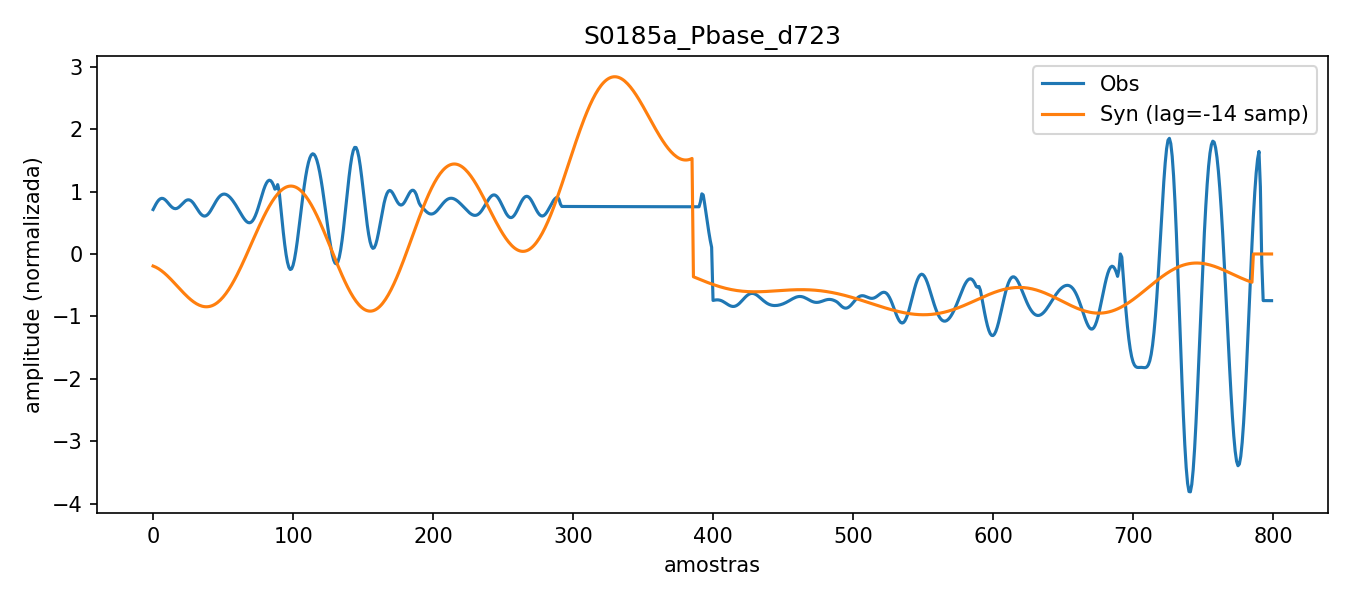 S0185a_Pbase_d723
Obs
Syn (lag=-14 samp)
amplitude (normalizada)
3
2
1
0
−1
−2
−3
−4
0 100 200 300 400 500 600 700 800
amostras